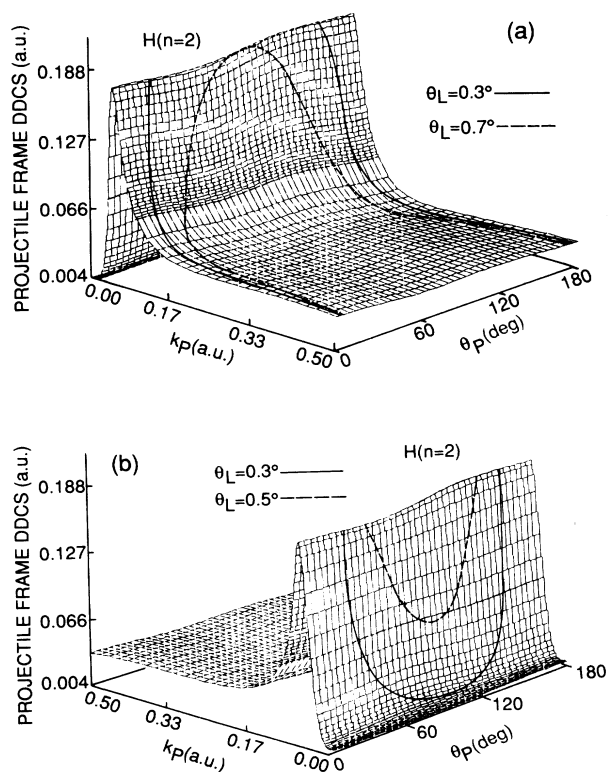 (a)
H(n=2)
θL=0.3°
θL=0.7°
PROJECTILE FRAME DDCS (a.u.)
0.188
0.127
0.066
0.004
0.00
0.17
0.33
0.50
kP(a.u.)
0
60
120
180
θP(deg)
(b)
H(n=2)
θL=0.3°
θL=0.5°
PROJECTILE FRAME DDCS (a.u.)
0.188
0.127
0.066
0.004
0.50
0.33
0.17
0.00
kP(a.u.)
0
60
120
180
θP(deg)